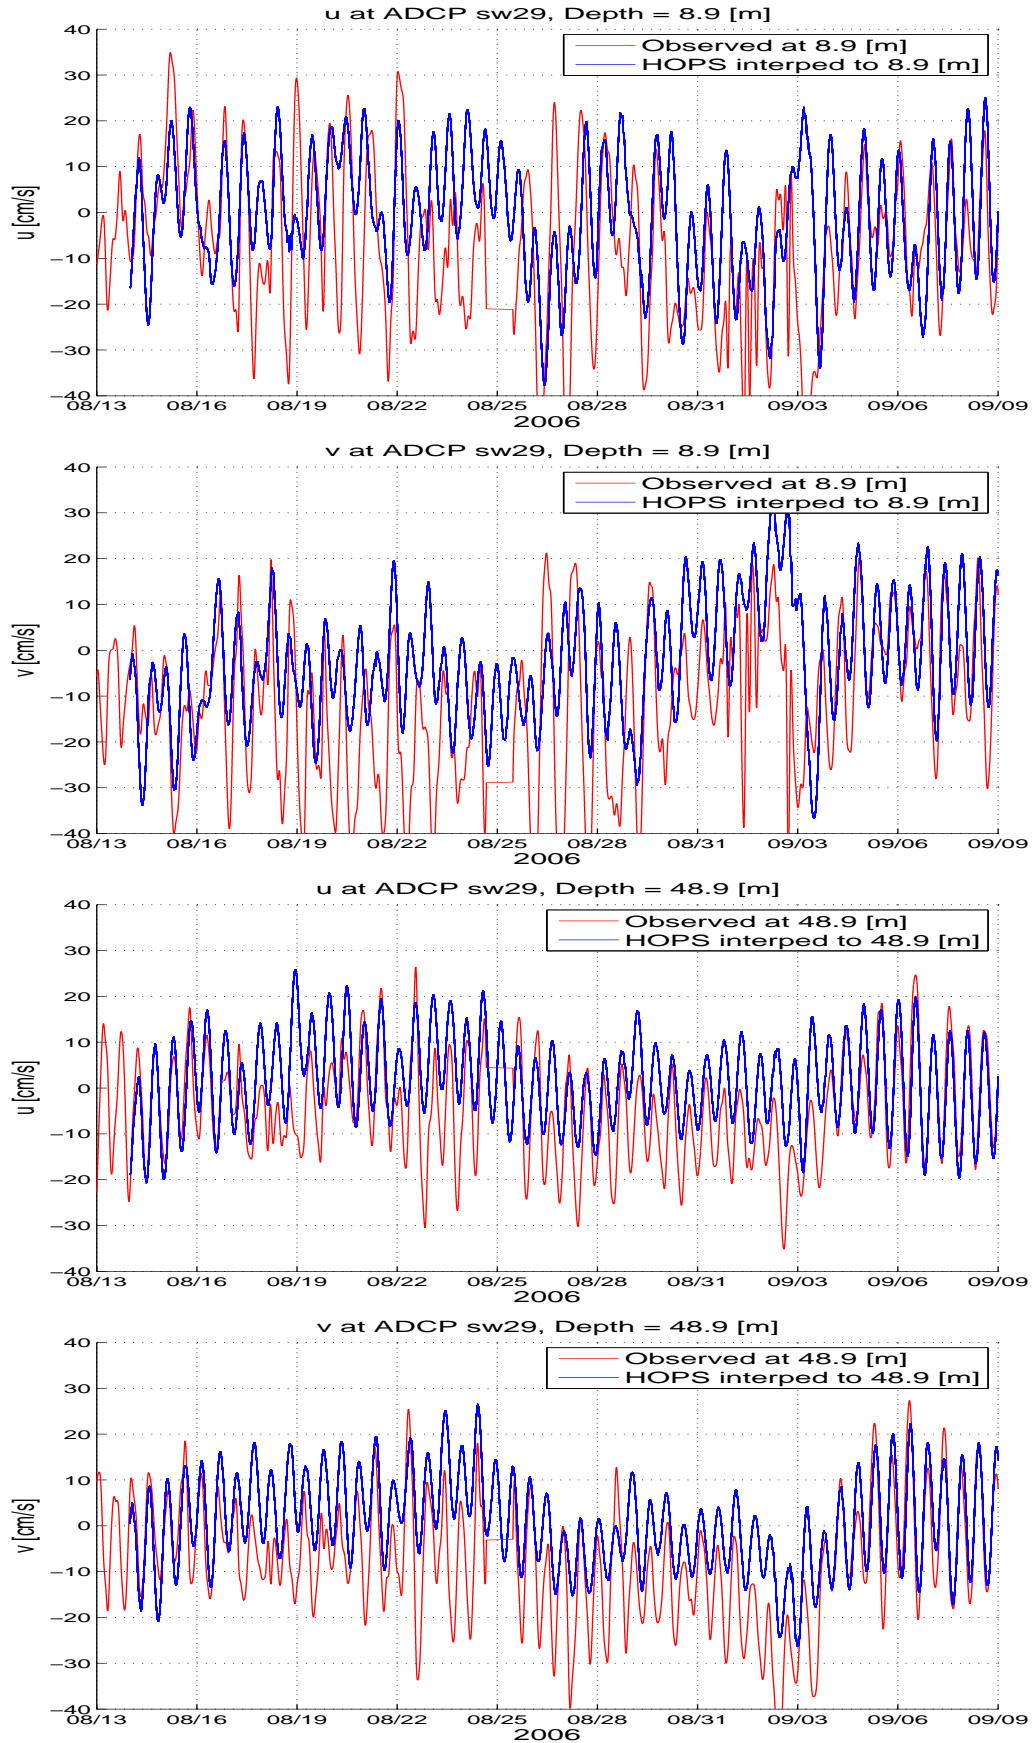 u at ADCP sw29, Depth = 8.9 [m]
40
30
20
10
0
−10
−20
−30
−40
u [cm/s]
Observed at 8.9 [m]
HOPS interped to 8.9 [m]
08/13 08/16 08/19 08/22 08/25 08/28 08/31 09/03 09/06 09/09
2006
v at ADCP sw29, Depth = 8.9 [m]
40
30
20
10
0
−10
−20
−30
−40
v [cm/s]
Observed at 8.9 [m]
HOPS interped to 8.9 [m]
08/13 08/16 08/19 08/22 08/25 08/28 08/31 09/03 09/06 09/09
2006
u at ADCP sw29, Depth = 48.9 [m]
40
30
20
10
0
−10
−20
−30
−40
u [cm/s]
Observed at 48.9 [m]
HOPS interped to 48.9 [m]
08/13 08/16 08/19 08/22 08/25 08/28 08/31 09/03 09/06 09/09
2006
v at ADCP sw29, Depth = 48.9 [m]
40
30
20
10
0
−10
−20
−30
−40
v [cm/s]
Observed at 48.9 [m]
HOPS interped to 48.9 [m]
08/13 08/16 08/19 08/22 08/25 08/28 08/31 09/03 09/06 09/09
2006